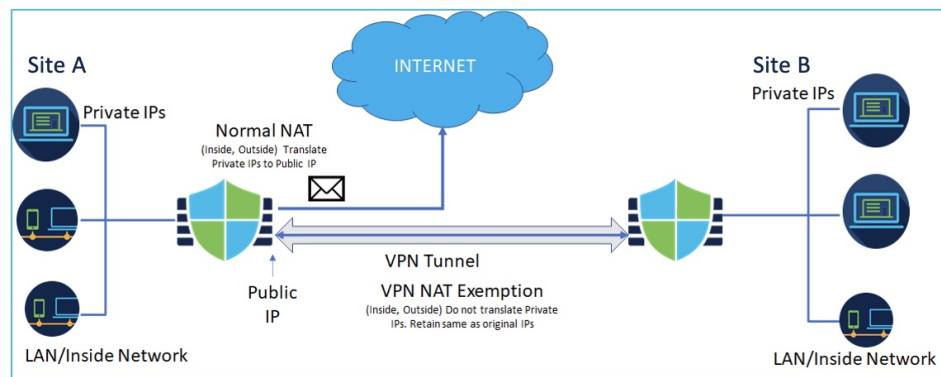 Site A
Private IPs
LAN/Inside Network
Normal NAT
(Inside, Outside) Translate
Private IPs to Public IP
INTERNET
Public
IP
VPN Tunnel
VPN NAT Exemption
(Inside, Outside) Do not translate Private
IPs. Retain same as original IPs
Site B
Private IPs
LAN/Inside Network